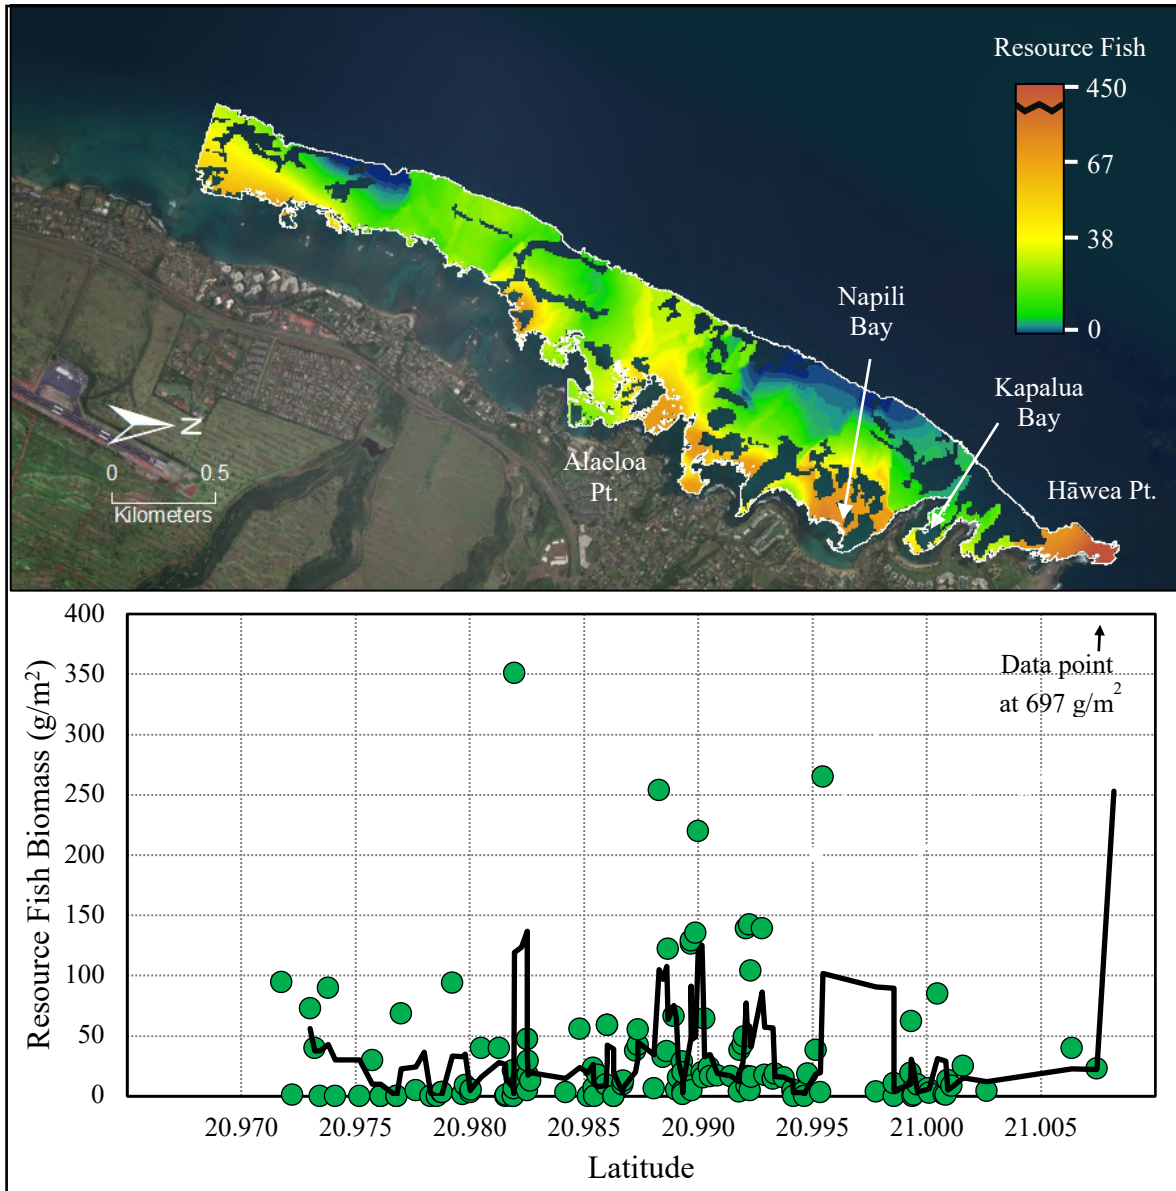 Resource Fish
450
67
38
0
Napili
Bay
Kapalua
Bay
Alaeloa
Pt.
Hāwea Pt.
N
0 0.5
Kilometers
400
350
300
250
200
150
100
50
0
Resource Fish Biomass (g/m²)
Data point
at 697 g/m²
20.970 20.975 20.980 20.985 20.990 20.995 21.000 21.005
Latitude